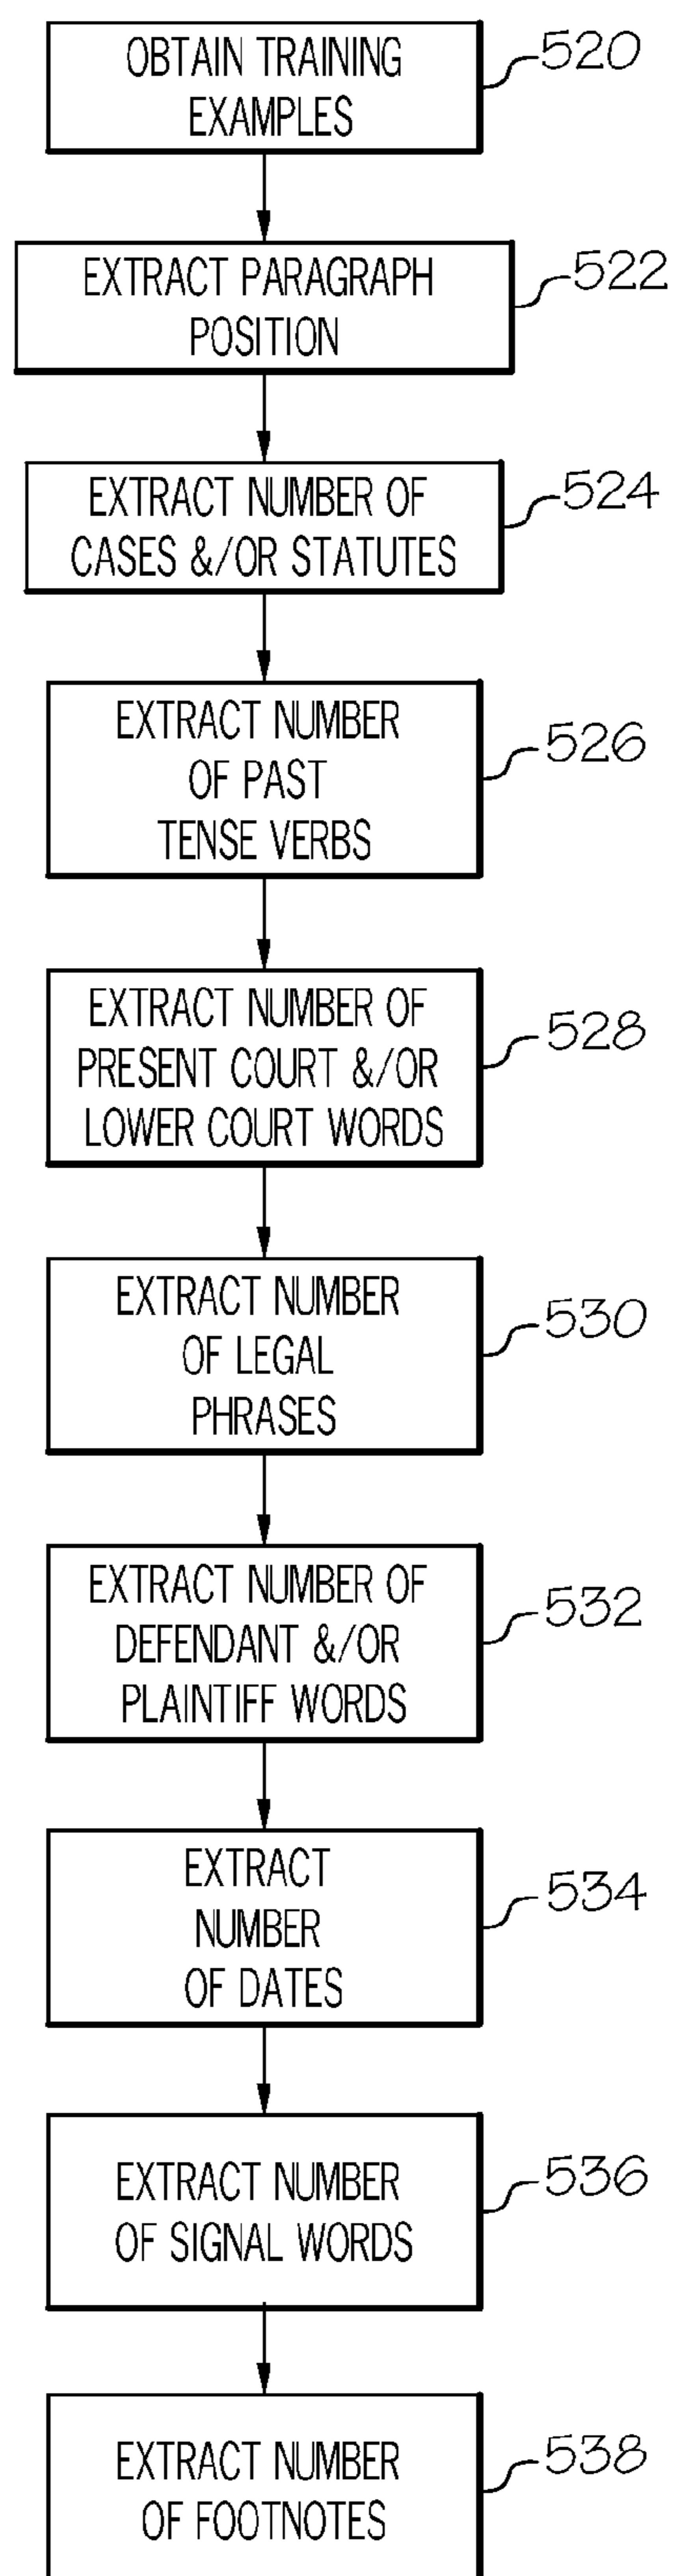 OBTAIN TRAINING
EXAMPLES
520
EXTRACT PARAGRAPH
POSITION
522
EXTRACT NUMBER OF
CASES &/OR STATUTES
524
EXTRACT NUMBER
OF PAST
TENSE VERBS
526
EXTRACT NUMBER OF
PRESENT COURT &/OR
LOWER COURT WORDS
528
EXTRACT NUMBER
OF LEGAL
PHRASES
530
EXTRACT NUMBER OF
DEFENDANT &/OR
PLAINTIFF WORDS
532
EXTRACT
NUMBER
OF DATES
534
EXTRACT NUMBER
OF SIGNAL WORDS
536
EXTRACT NUMBER
OF FOOTNOTES
538